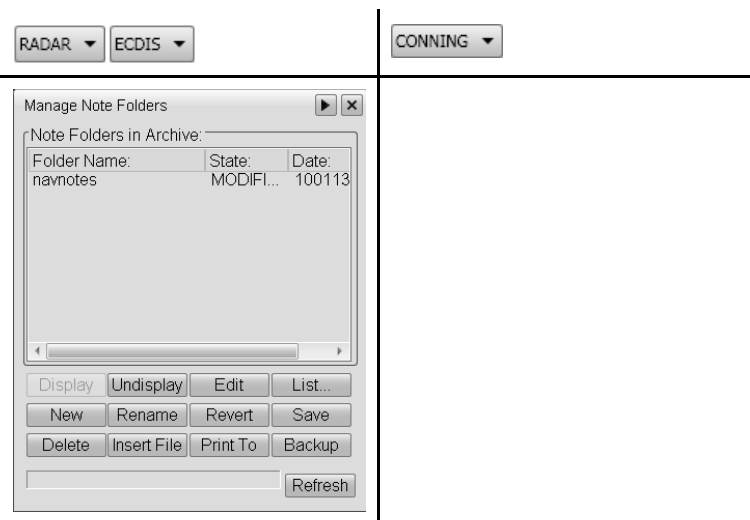 RADAR ECDIS CONNING
Manage Note Folders
Note Folders in Archive:
Folder Name: State: Date:
navnotes MODIFI... 100113
Display Undisplay Edit List...
New Rename Revert Save
Delete Insert File Print To Backup
Refresh